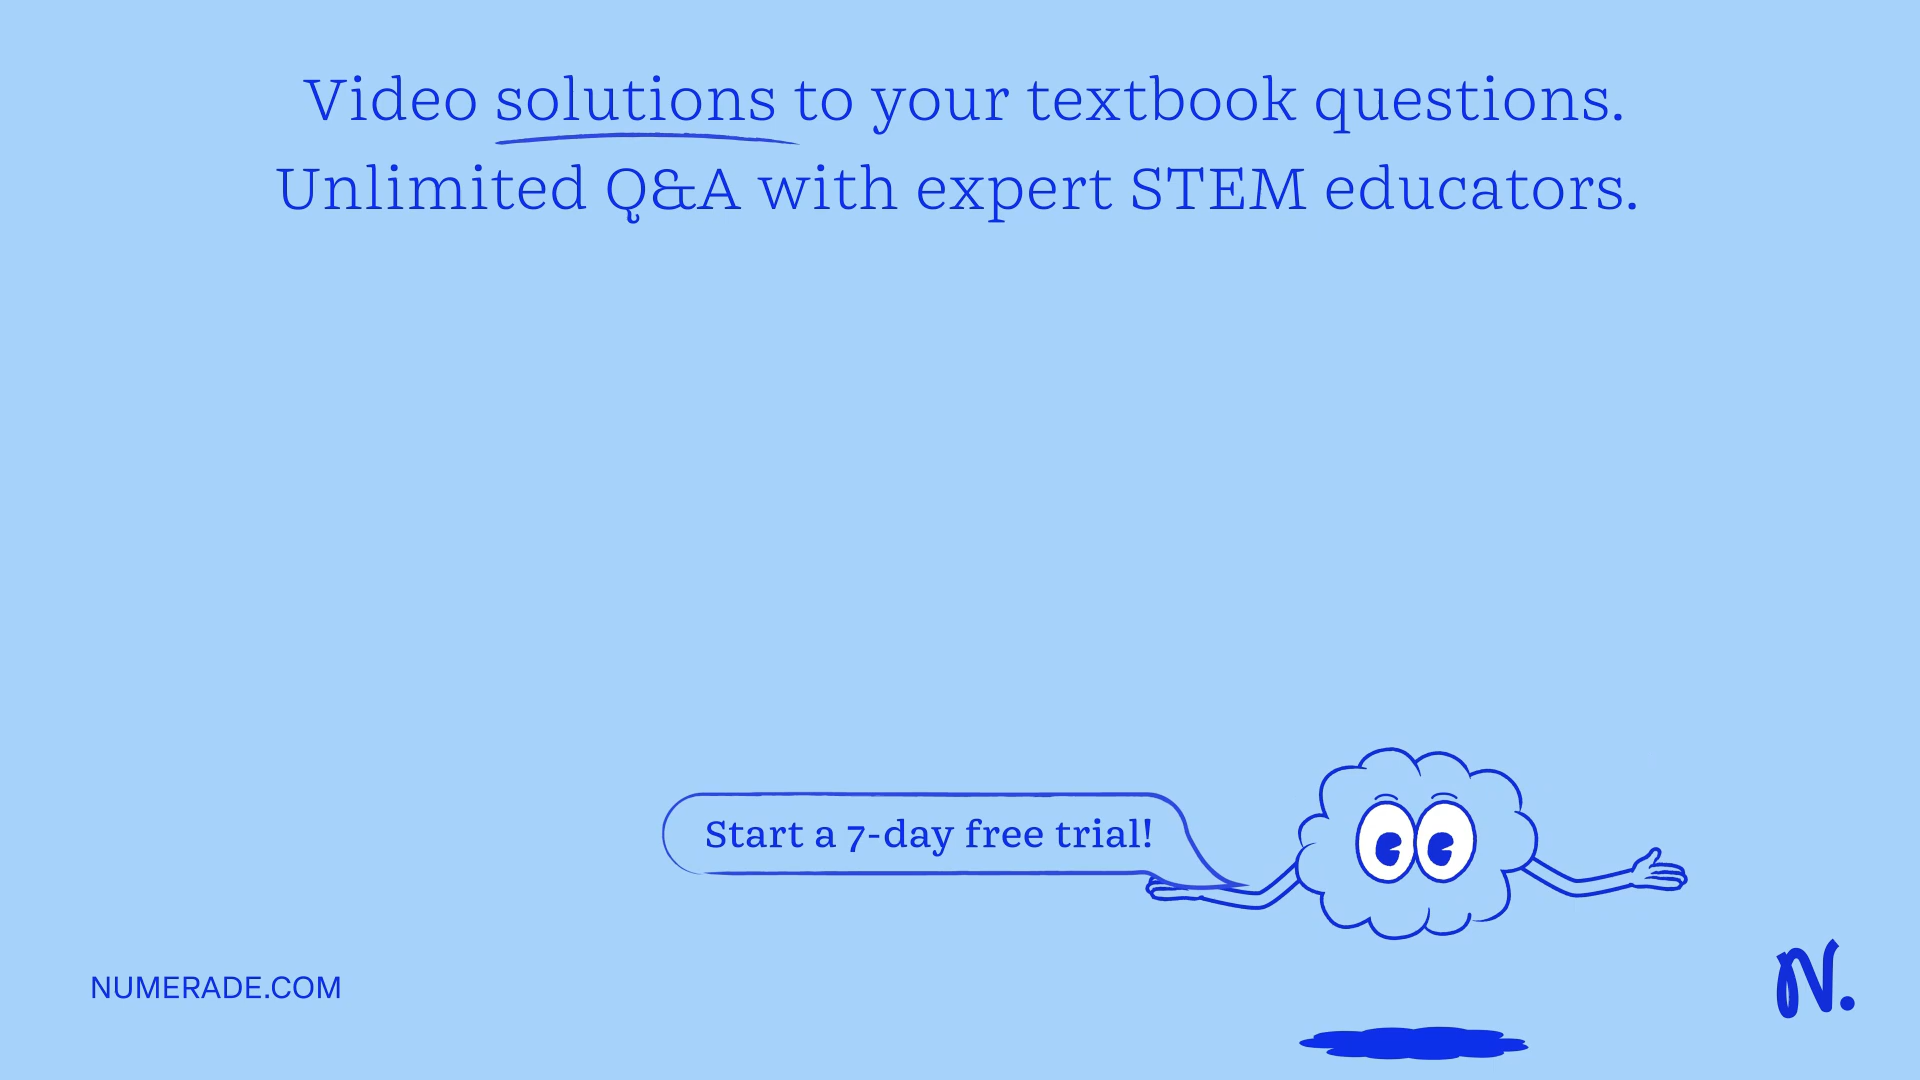 Video solutions to your textbook questions.
Unlimited Q&A with expert STEM educators.
Start a 7-day free trial!
NUMERADE.COM
N.